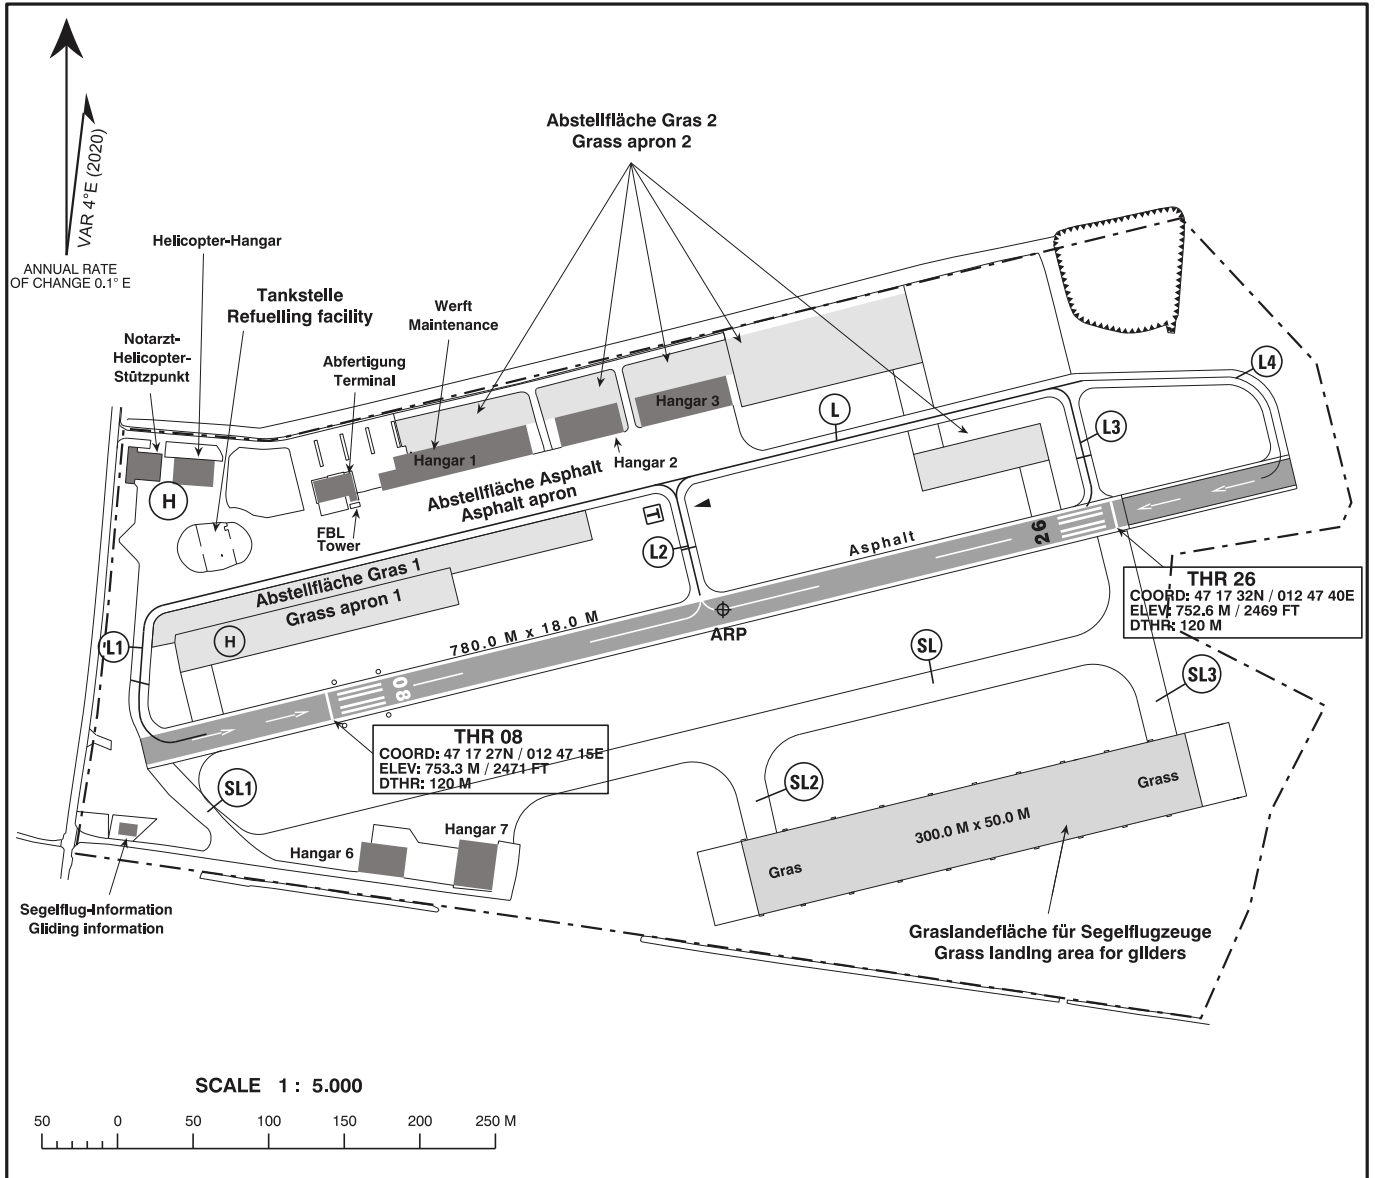 Abstellfläche Gras 2
Grass apron 2
VAR 4°E (2020)
ANNUAL RATE
OF CHANGE 0.1° E
Helicopter-Hangar
Tankstelle
Refuelling facility
Werft
Maintenance
Notarzt-
Helicopter-
Stützpunkt
Abfertigung
Terminal
L4
L
L3
Hangar 3
Hangar 1
Hangar 2
Abstellfläche Asphalt
Asphalt apron
H
T
FBL
Tower
L2
Asphalt
26
THR 26
COORD: 47 17 32N / 012 47 40E
ELEV: 752.6 M / 2469 FT
DTHR: 120 M
Abstellfläche Gras 1
Grass apron 1
H
L1
780.0 M x 18.0 M
ARP
SL
SL3
08
THR 08
COORD: 47 17 27N / 012 47 15E
ELEV: 753.3 M / 2471 FT
DTHR: 120 M
SL1
SL2
Grass
300.0 M x 50.0 M
Gras
Hangar 7
Hangar 6
Segelflug-Information
Gliding information
Graslandefläche für Segelflugzeuge
Grass landing area for gliders
SCALE 1 : 5.000
50 0 50 100 150 200 250 M